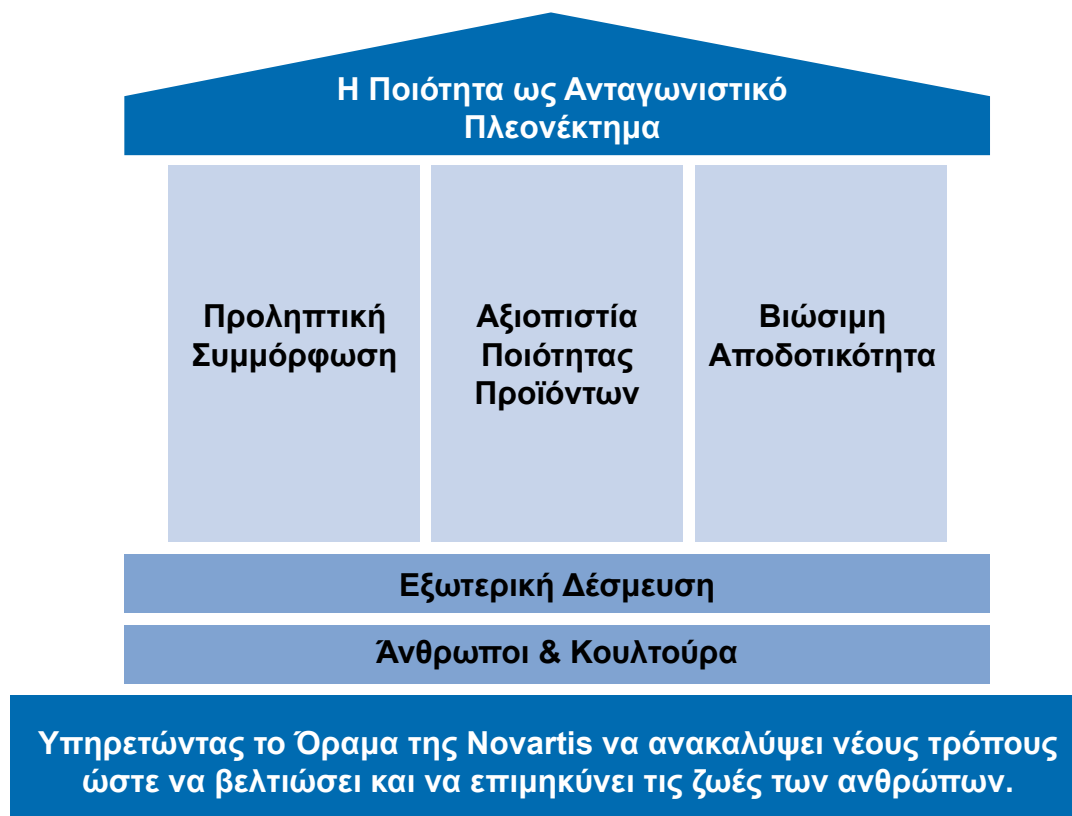 Η Ποιότητα ως Ανταγωνιστικό
Πλεονέκτημα
Προληπτική
Συμμόρφωση
Αξιοπιστία
Ποιότητας
Προϊόντων
Βιώσιμη
Αποδοτικότητα
Εξωτερική Δέσμευση
Άνθρωποι & Κουλτούρα
Υπηρετώντας το Όραμα της Novartis να ανακαλύψει νέους τρόπους
ώστε να βελτιώσει και να επιμηκύνει τις ζωές των ανθρώπων.